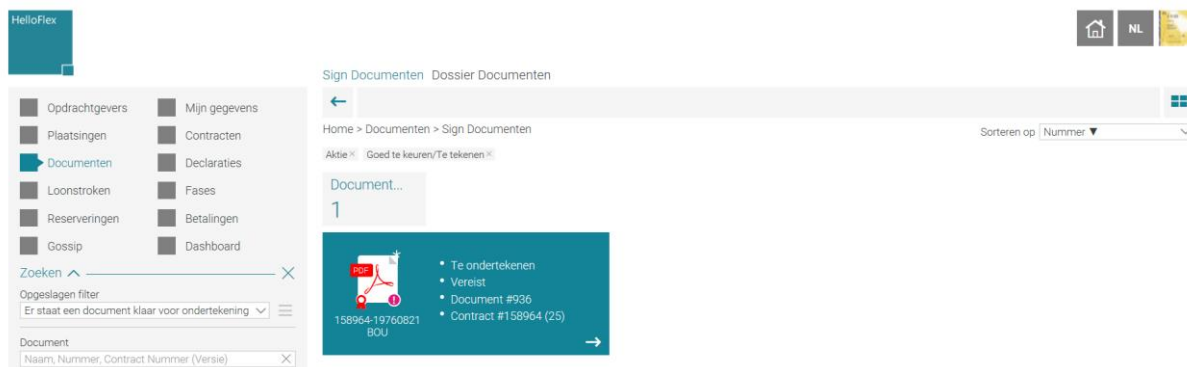 HelloFlex
NL
Sign Documenten Dossier Documenten
Opdrachtgevers Mijn gegevens
Plaatsingen Contracten
Documenten Declaraties
Loonstroken Fases
Reserveringen Betalingen
Gossip Dashboard
Zoeken
Opgeslagen filter
Er staat een document klaar voor ondertekening
Document
Naam, Nummer, Contract Nummer (Versie)
Home > Documenten > Sign Documenten
Sorteren op Nummer ▼
Aktie × Goed te keuren/Te tekenen ×
Document...
1
PDF
158964-19760821
BOU
• Te ondertekenen
• Vereist
• Document #936
• Contract #158964 (25)